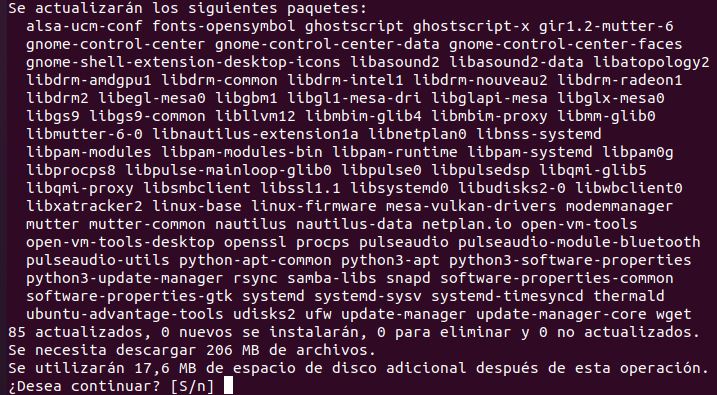 Se actualizarán los siguientes paquetes:
alsa-ucm-conf fonts-opensymbol ghostscript ghostscript-x gir1.2-mutter-6
gnome-control-center gnome-control-center-data gnome-control-center-faces
gnome-shell-extension-desktop-icons libasound2 libasound2-data libatopology2
libdrm-amdgpu1 libdrm-common libdrm-intel1 libdrm-nouveau2 libdrm-radeon1
libdrm2 libegl-mesa0 libgbm1 libgl1-mesa-dri libglapi-mesa libglx-mesa0
libgs9 libgs9-common libllvm12 libmbim-glib4 libmbim-proxy libmm-glib0
libmutter-6-0 libnautilus-extension1a libnetplan0 libnss-systemd
libpam-modules libpam-modules-bin libpam-runtime libpam-systemd libpam0g
libprocps8 libpulse-mainloop-glib0 libpulse0 libpulsedsp libqmi-glib5
libqmi-proxy libsmbclient libssl1.1 libsystemd0 libudisks2-0 libwbclient0
libxatracker2 linux-base linux-firmware mesa-vulkan-drivers modemmanager
mutter mutter-common nautilus nautilus-data netplan.io open-vm-tools
open-vm-tools-desktop openssl procps pulseaudio pulseaudio-module-bluetooth
pulseaudio-utils python-apt-common python3-apt python3-software-properties
python3-update-manager rsync samba-libs snapd software-properties-common
software-properties-gtk systemd systemd-sysv systemd-timesyncd thermald
ubuntu-advantage-tools udisks2 ufw update-manager update-manager-core wget
85 actualizados, 0 nuevos se instalarán, 0 para eliminar y 0 no actualizados.
Se necesita descargar 206 MB de archivos.
Se utilizarán 17,6 MB de espacio de disco adicional después de esta operación.
¿Desea continuar? [S/n]